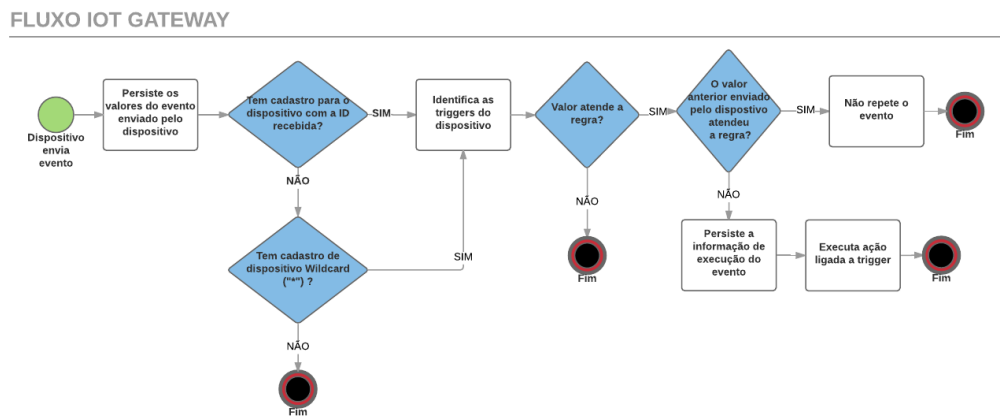 FLUXO IOT GATEWAY
Dispositivo
envia
evento
Persiste os
valores do evento
enviado pelo
dispositivo
Tem cadastro para o
dispositivo com a ID
recebida?
SIM
NÃO
Tem cadastro de
dispositivo Wildcard
("*") ?
SIM
NÃO
Fim
Identifica as
triggers do
dispositivo
Valor atende a
regra?
SIM
NÃO
Fim
O valor
anterior enviado
pelo dispostivo
atendeu
a regra?
SIM
Não repete o
evento
Fim
NÃO
Persiste a
informação de
execução do
evento
Executa ação
ligada a trigger
Fim